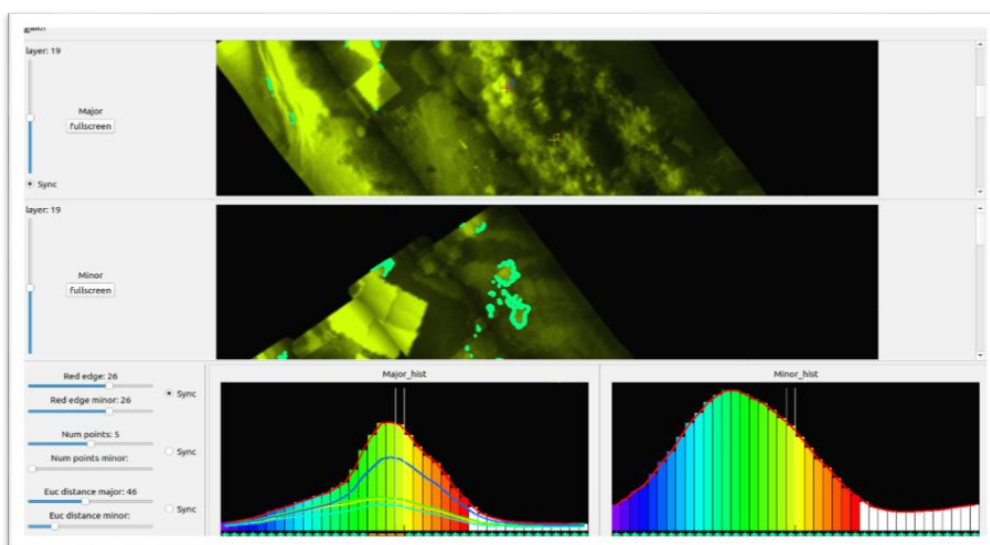 layer: 19
Major
fullscreen
Sync
layer: 19
Minor
fullscreen
Red edge: 26
Sync
Red edge minor: 26
Num points: 5
Sync
Num points minor:
Euc distance major: 46
Sync
Euc distance minor:
Major_hist
Minor_hist